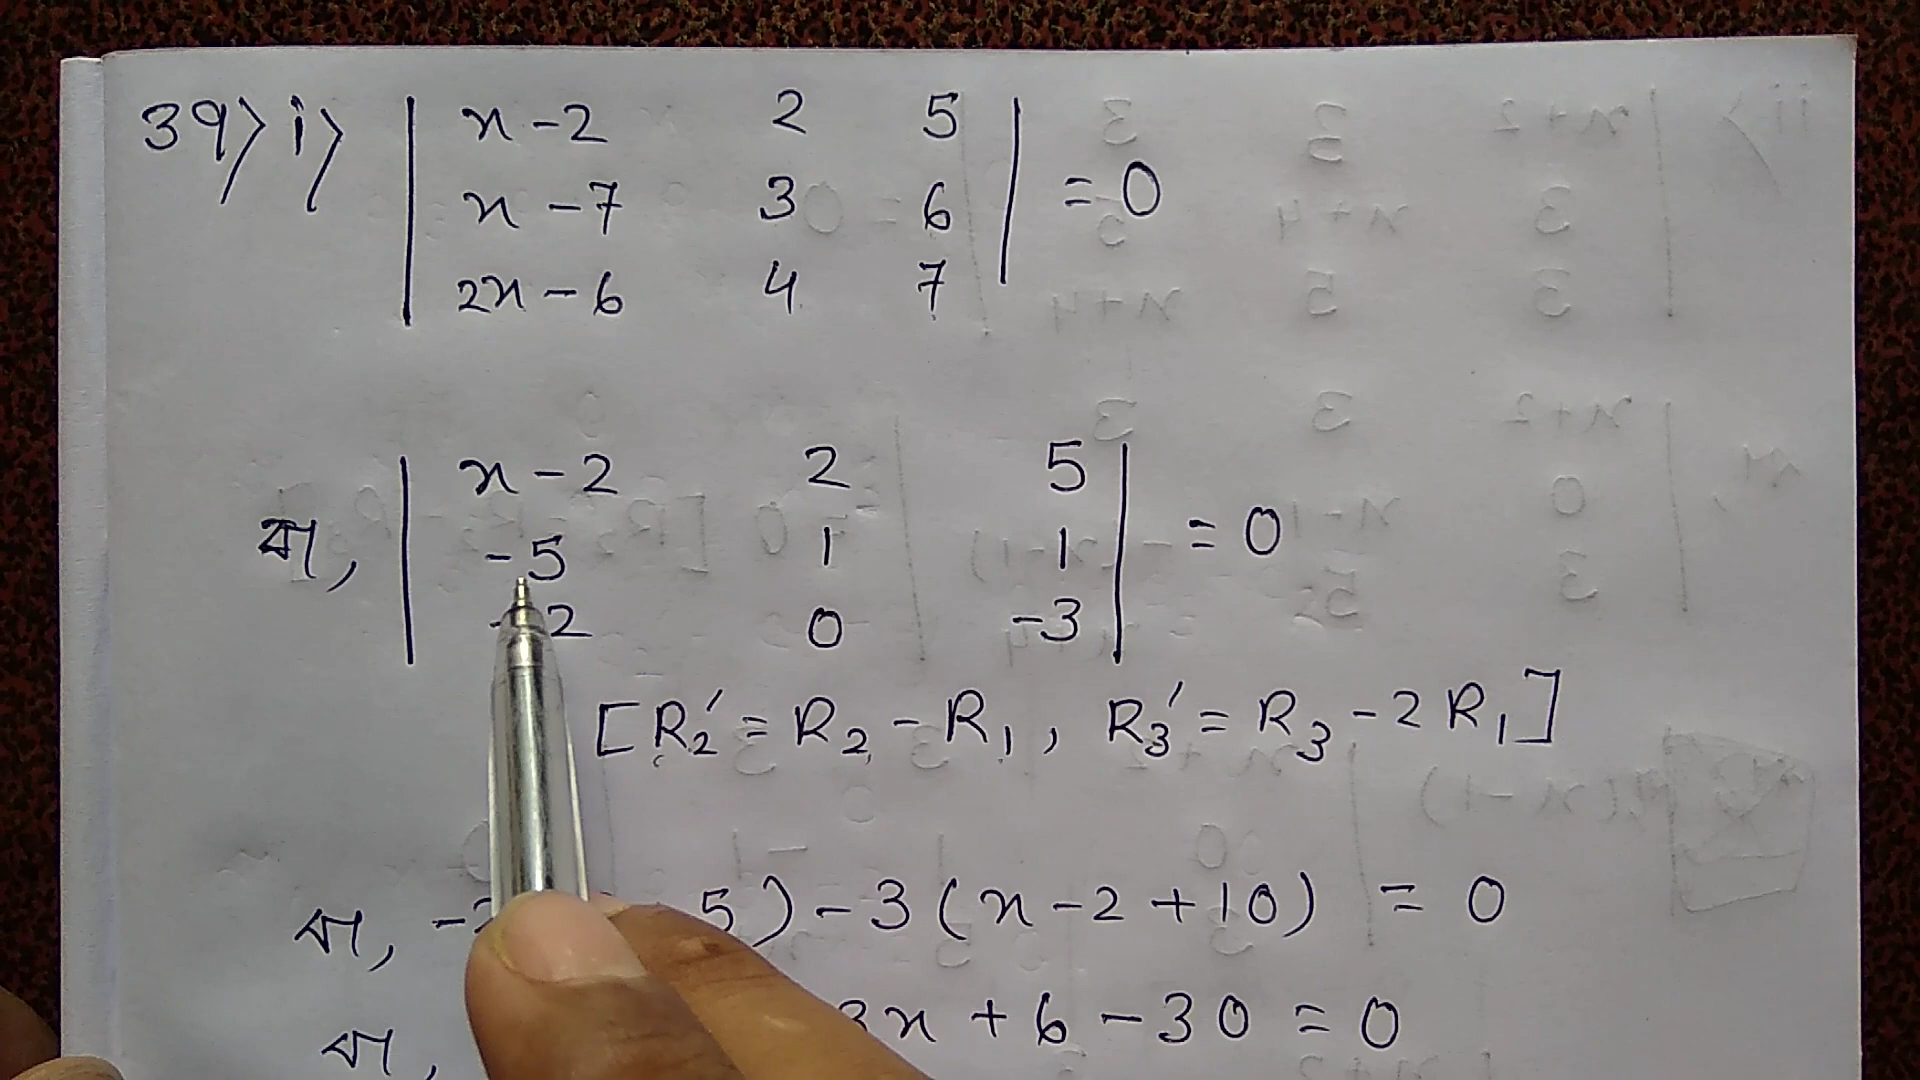 39> i> | x-2 2 5 |
| x-7 3 6 | = 0
| 2x-6 4 7 |
| x-2 2 5 |
বা, | -5 1 1 | = 0
| -2 0 -3 |
[R₂′ = R₂ - R₁, R₃′ = R₃ - 2R₁]
বা, - 5) - 3(x-2+10) = 0
বা, 3x + 6 - 30 = 0